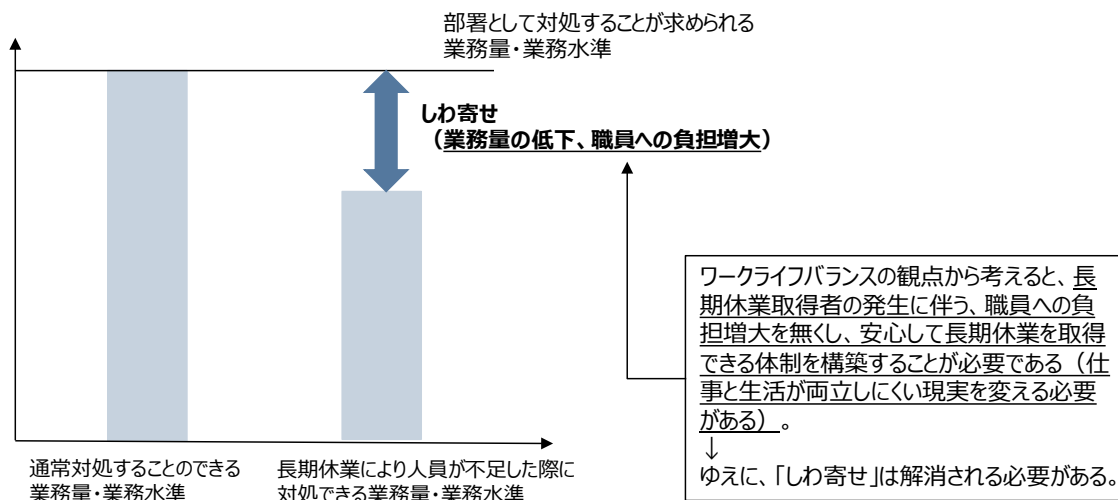 部署として対処することが求められる
業務量・業務水準
しわ寄せ
（業務量の低下、職員への負担増大）
ワークライフバランスの観点から考えると、長
期休業取得者の発生に伴う、職員への負
担増大を無くし、安心して長期休業を取得
できる体制を構築することが必要である（仕
事と生活が両立しにくい現実を変える必要
がある）。
↓
ゆえに、「しわ寄せ」は解消される必要がある。
通常対処することのできる
業務量・業務水準
長期休業により人員が不足した際に
対処できる業務量・業務水準